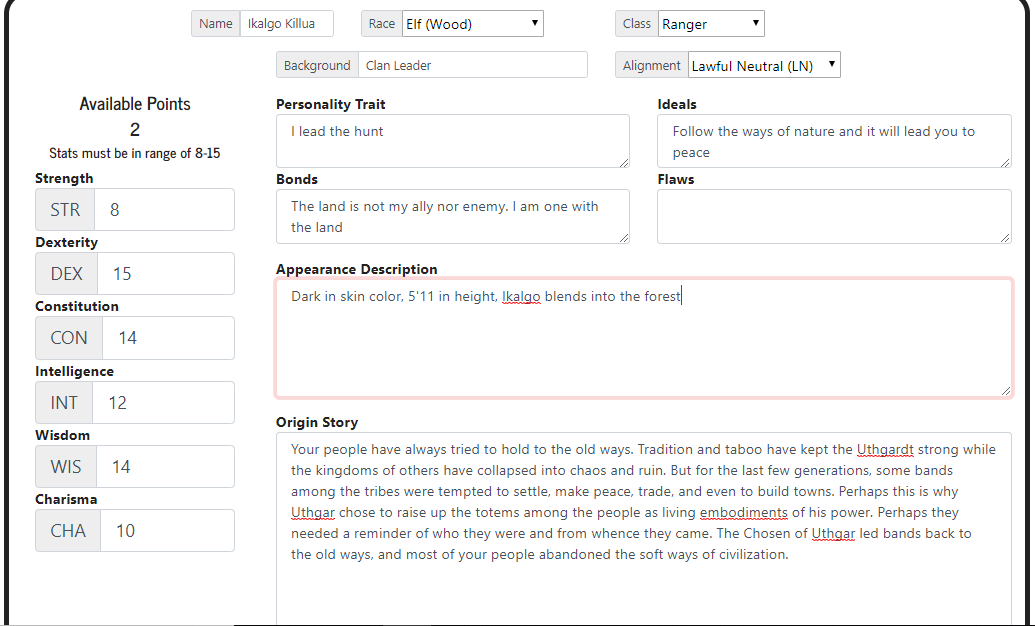 Name Ikalgo Killua Race Elf (Wood) Class Ranger
Background Clan Leader Alignment Lawful Neutral (LN)
Available Points
2
Stats must be in range of 8-15
Strength
STR 8
Dexterity
DEX 15
Constitution
CON 14
Intelligence
INT 12
Wisdom
WIS 14
Charisma
CHA 10
Personality Trait
I lead the hunt
Ideals
Follow the ways of nature and it will lead you to
peace
Bonds
The land is not my ally nor enemy. I am one with
the land
Flaws
Appearance Description
Dark in skin color, 5'11 in height, Ikalgo blends into the forest
Origin Story
Your people have always tried to hold to the old ways. Tradition and taboo have kept the Uthgardt strong while
the kingdoms of others have collapsed into chaos and ruin. But for the last few generations, some bands
among the tribes were tempted to settle, make peace, trade, and even to build towns. Perhaps this is why
Uthgar chose to raise up the totems among the people as living embodiments of his power. Perhaps they
needed a reminder of who they were and from whence they came. The Chosen of Uthgar led bands back to
the old ways, and most of your people abandoned the soft ways of civilization.